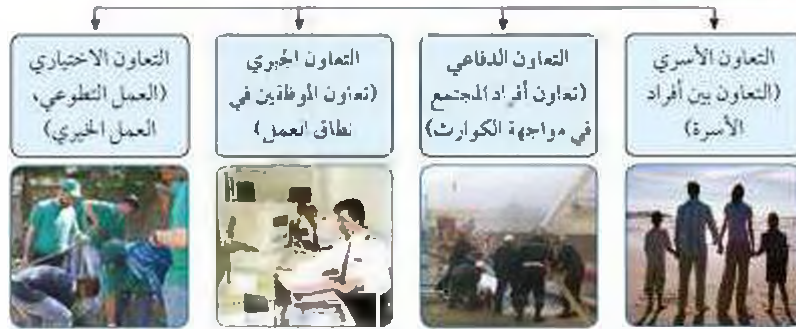 التعاون الأسري
(التعاون بين أفراد
الأسرة)
التعاون الدفاعي
(تعاون أفراد المجتمع
في مواجهة الكوارث)
التعاون الجبري
(تعاون الموظفين في
نطاق العمل)
التعاون الاختياري
(العمل التطوعي،
العمل الخيري)